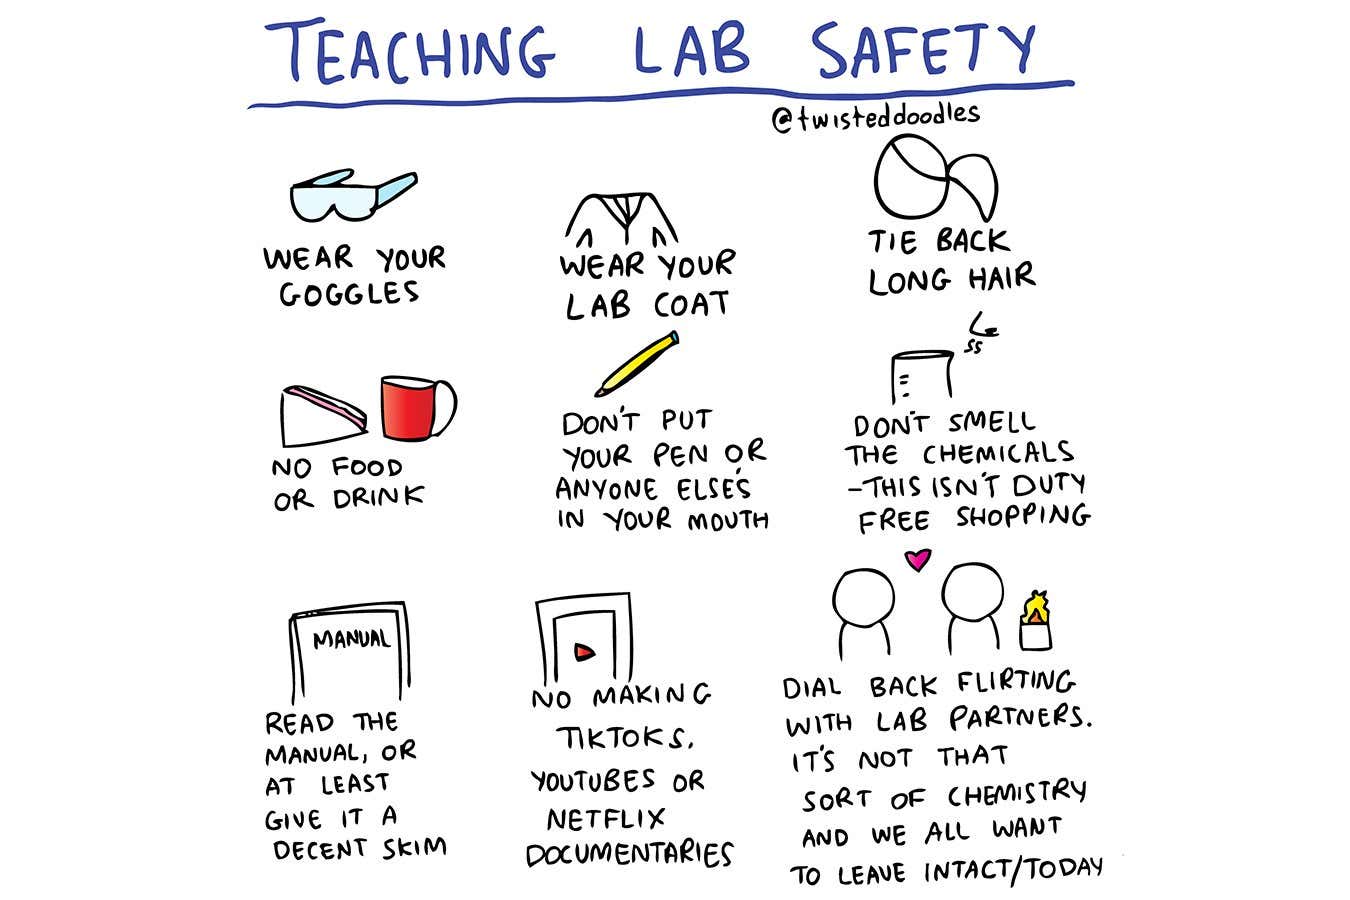 TEACHING LAB SAFETY
@twisteddoodles
WEAR YOUR
GOGGLES
WEAR YOUR
LAB COAT
TIE BACK
LONG HAIR
NO FOOD
OR DRINK
DON'T PUT
YOUR PEN OR
ANYONE ELSE'S
IN YOUR MOUTH
DON'T SMELL
THE CHEMICALS
-THIS ISN'T DUTY
FREE SHOPPING
MANUAL
READ THE
MANUAL, OR
AT LEAST
GIVE IT A
DECENT SKIM
NO MAKING
TIKTOKS,
YOUTUBES OR
NETFLIX
DOCUMENTARIES
DIAL BACK FLIRTING
WITH LAB PARTNERS.
IT'S NOT THAT
SORT OF CHEMISTRY
AND WE ALL WANT
TO LEAVE INTACT/TODAY